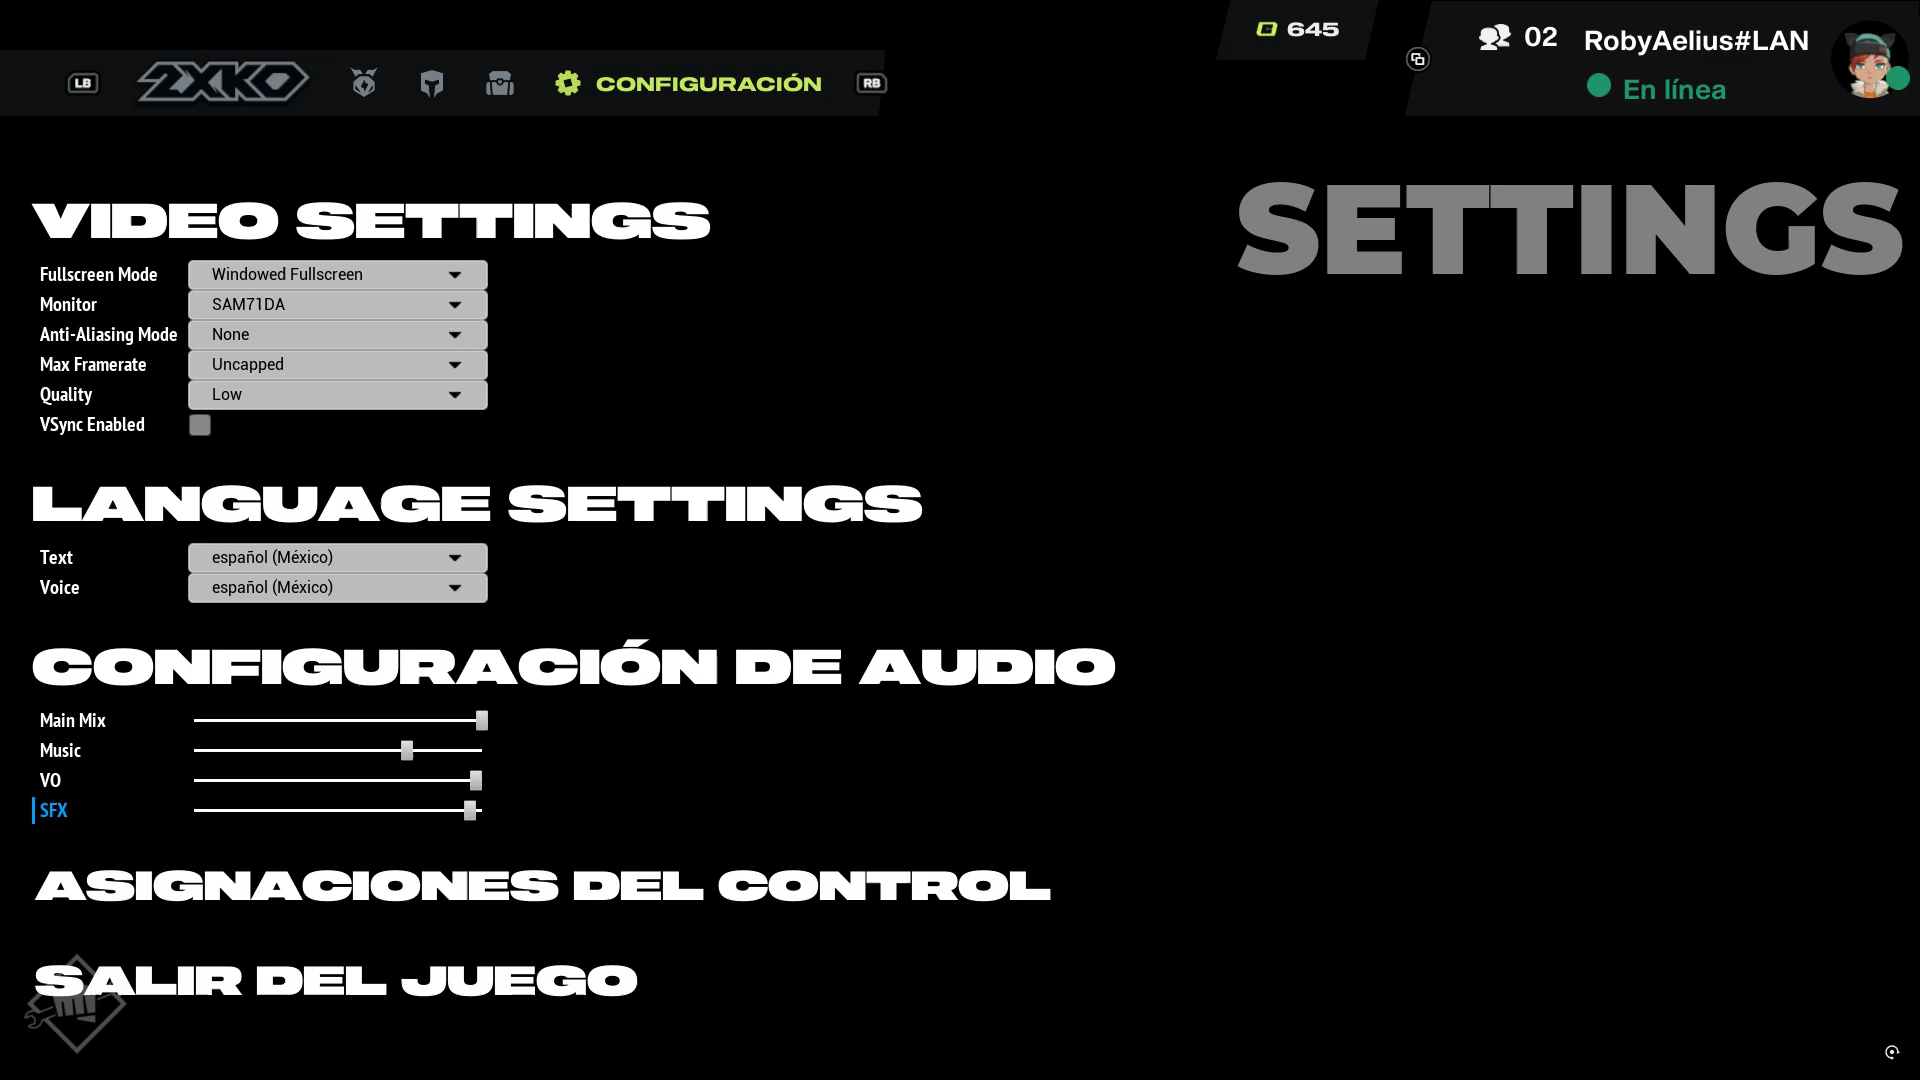 645
02 RobyAelius#LAN
En línea
LB 2XKO CONFIGURACIÓN RB
SETTINGS
VIDEO SETTINGS
Fullscreen Mode Windowed Fullscreen
Monitor SAM71DA
Anti-Aliasing Mode None
Max Framerate Uncapped
Quality Low
VSync Enabled
LANGUAGE SETTINGS
Text español (México)
Voice español (México)
CONFIGURACIÓN DE AUDIO
Main Mix
Music
VO
SFX
ASIGNACIONES DEL CONTROL
SALIR DEL JUEGO